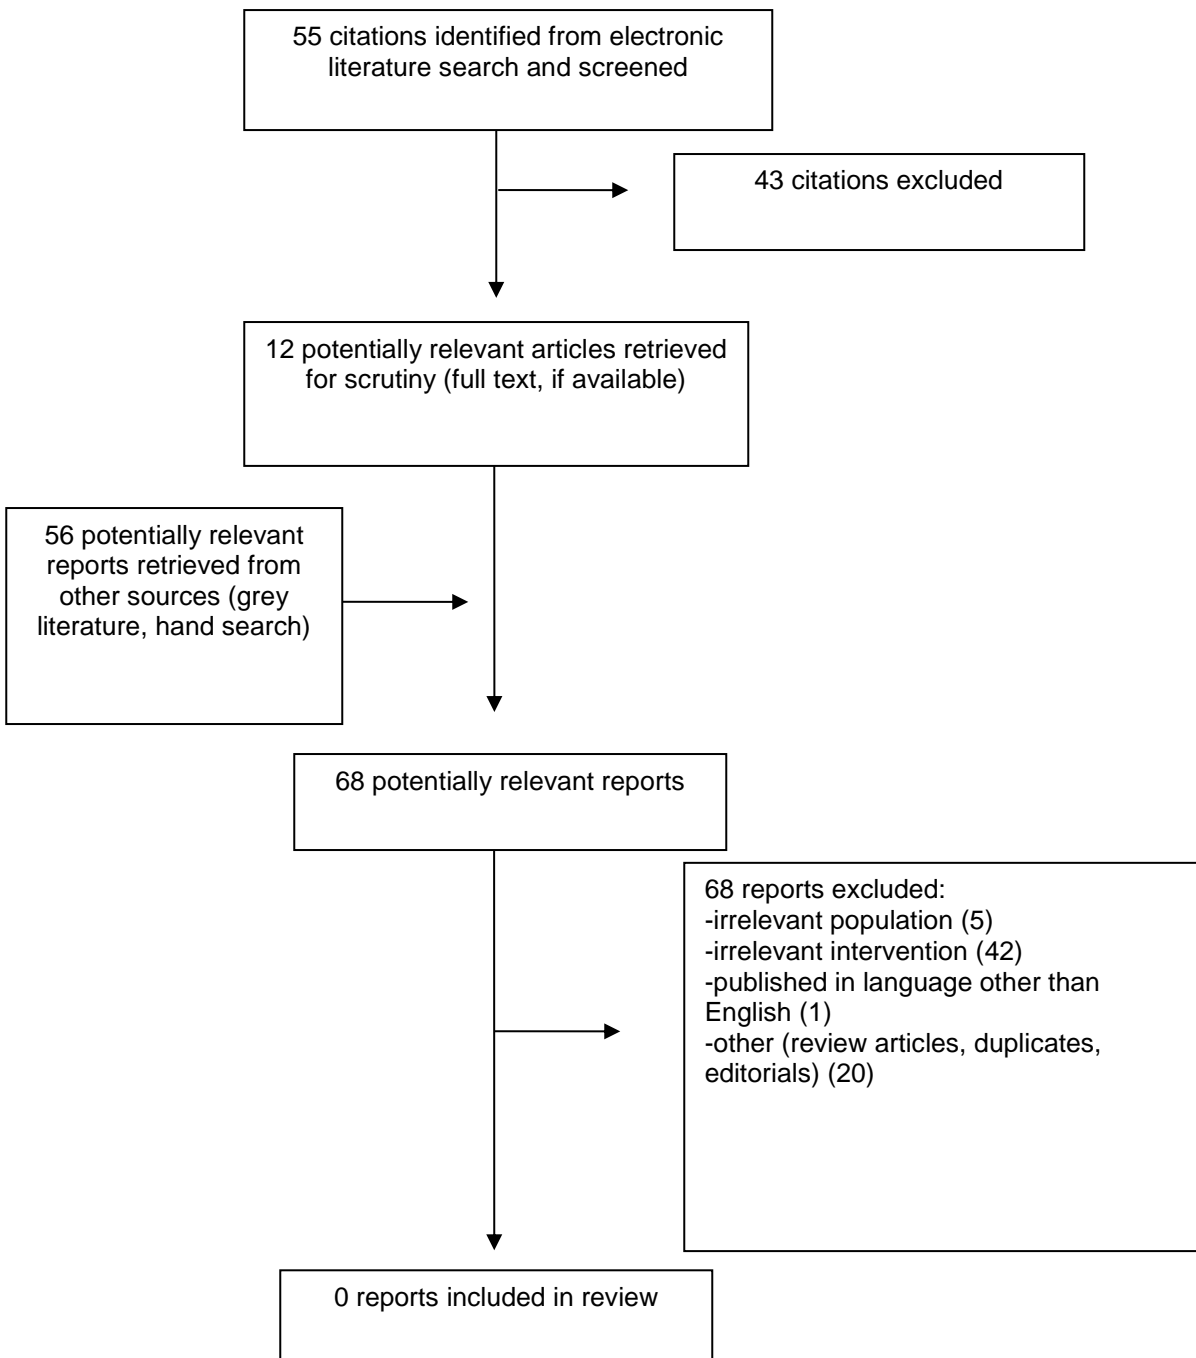 55 citations identified from electronic
literature search and screened
43 citations excluded
12 potentially relevant articles retrieved
for scrutiny (full text, if available)
56 potentially relevant
reports retrieved from
other sources (grey
literature, hand search)
68 potentially relevant reports
68 reports excluded:
-irrelevant population (5)
-irrelevant intervention (42)
-published in language other than
English (1)
-other (review articles, duplicates,
editorials) (20)
0 reports included in review